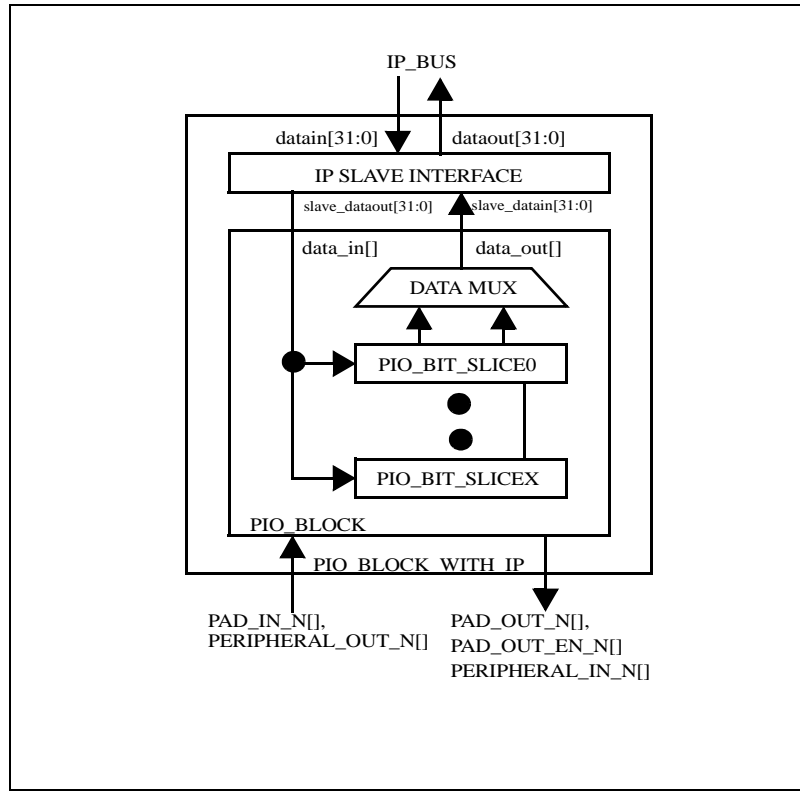 IP_BUS
datain[31:0] dataout[31:0]
IP SLAVE INTERFACE
slave_dataout[31:0] slave_datain[31:0]
data_in[] data_out[]
DATA MUX
PIO_BIT_SLICE0
PIO_BIT_SLICEX
PIO_BLOCK
PIO_BLOCK_WITH_IP
PAD_IN_N[],
PERIPHERAL_OUT_N[]
PAD_OUT_N[],
PAD_OUT_EN_N[]
PERIPHERAL_IN_N[]